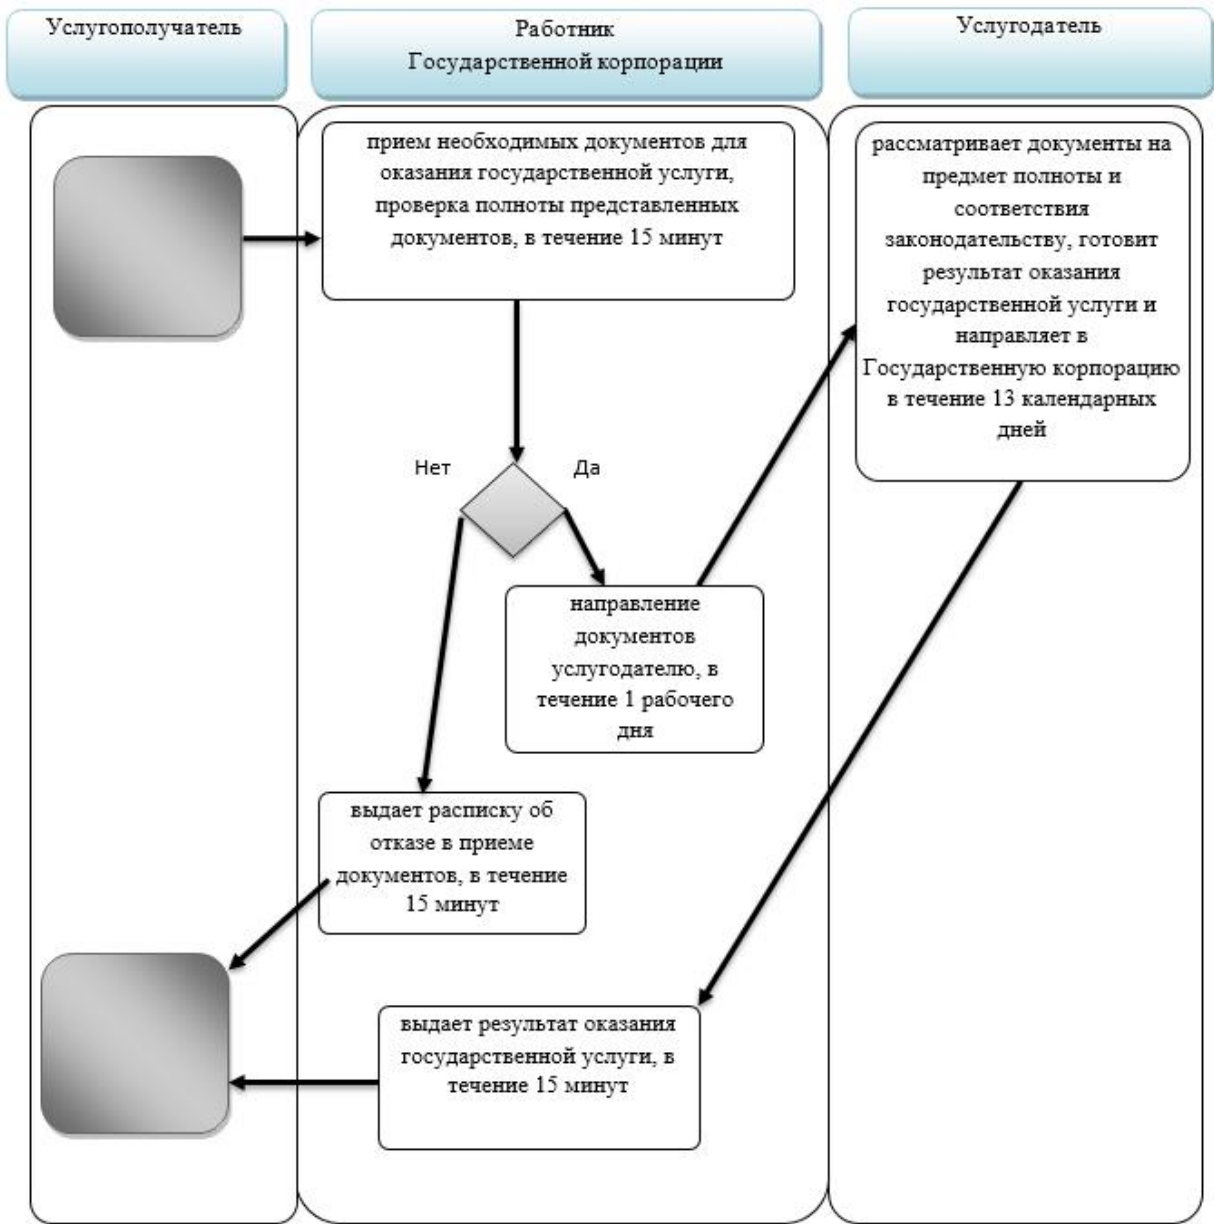 Услугополучатель
Работник
Государственной корпорации
Услугодатель
прием необходимых документов для
оказания государственной услуги,
проверка полноты представленных
документов, в течение 15 минут
рассматривает документы на
предмет полноты и
соответствия
законодательству, готовит
результат оказания
государственной услуги и
направляет в
Государственную корпорацию
в течение 13 календарных
дней
Нет
Да
направление
документов
услугодателю, в
течение 1 рабочего
дня
выдает расписку об
отказе в приеме
документов, в течение
15 минут
выдает результат оказания
государственной услуги, в
течение 15 минут